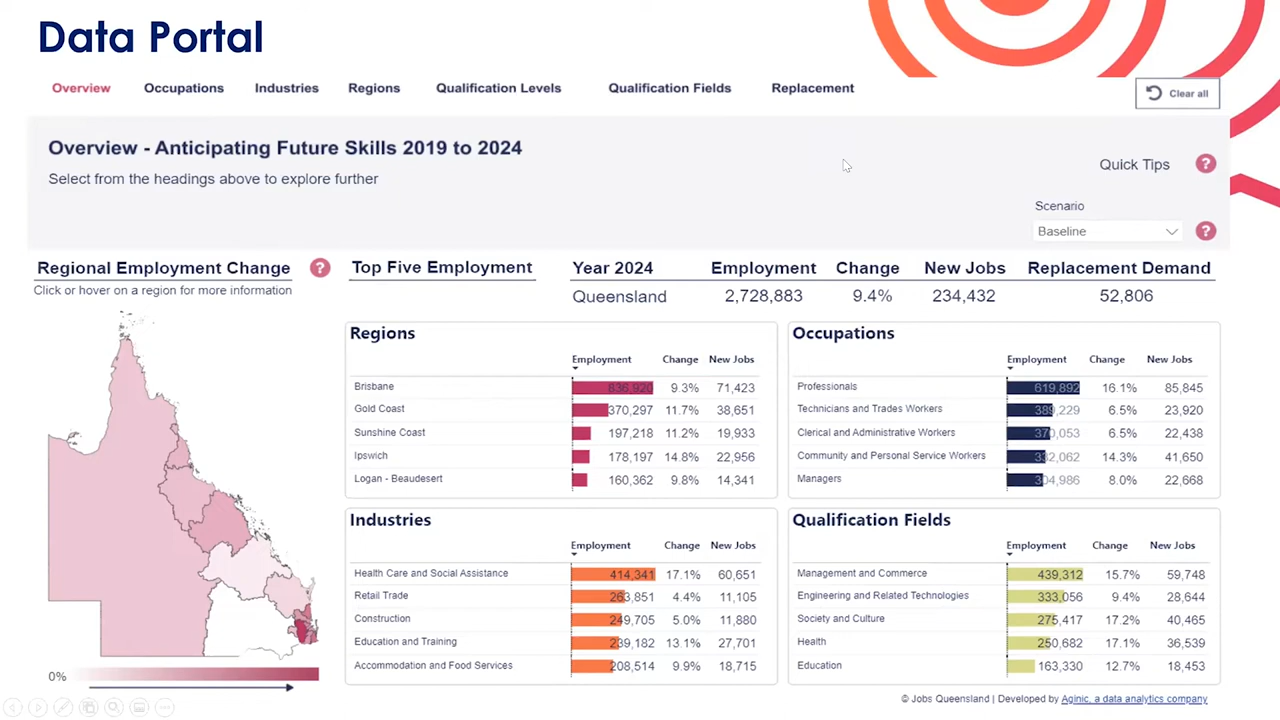 Data Portal
Overview Occupations Industries Regions Qualification Levels Qualification Fields Replacement Clear all
Overview - Anticipating Future Skills 2019 to 2024
Select from the headings above to explore further
Quick Tips ?
Scenario
Baseline ?
Regional Employment Change ?
Click or hover on a region for more information
0%
Top Five Employment
Year 2024 Employment Change New Jobs Replacement Demand
Queensland 2,728,883 9.4% 234,432 52,806
Regions
Employment Change New Jobs
Brisbane 836,920 9.3% 71,423
Gold Coast 370,297 11.7% 38,651
Sunshine Coast 197,218 11.2% 19,933
Ipswich 178,197 14.8% 22,956
Logan - Beaudesert 160,362 9.8% 14,341
Occupations
Employment Change New Jobs
Professionals 619,892 16.1% 85,845
Technicians and Trades Workers 389,229 6.5% 23,920
Clerical and Administrative Workers 370,053 6.5% 22,438
Community and Personal Service Workers 332,062 14.3% 41,650
Managers 304,986 8.0% 22,668
Industries
Employment Change New Jobs
Health Care and Social Assistance 414,341 17.1% 60,651
Retail Trade 263,851 4.4% 11,105
Construction 249,705 5.0% 11,880
Education and Training 239,182 13.1% 27,701
Accommodation and Food Services 208,514 9.9% 18,715
Qualification Fields
Employment Change New Jobs
Management and Commerce 439,312 15.7% 59,748
Engineering and Related Technologies 333,056 9.4% 28,644
Society and Culture 275,417 17.2% 40,465
Health 250,682 17.1% 36,539
Education 163,330 12.7% 18,453
© Jobs Queensland | Developed by Aginic, a data analytics company